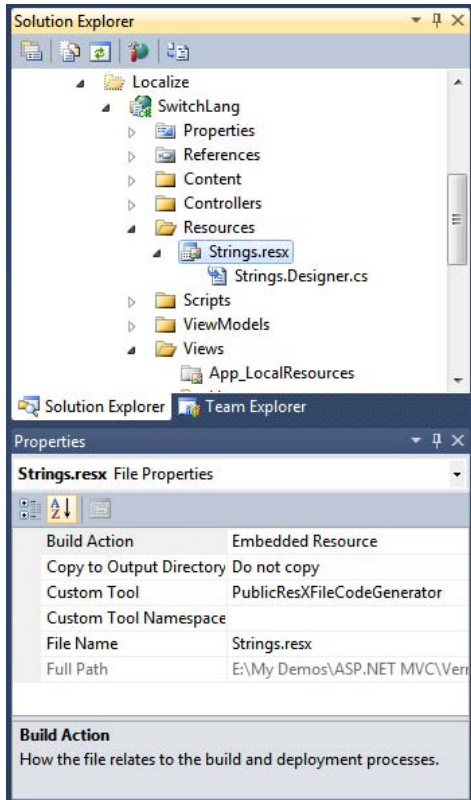 Solution Explorer
Localize
SwitchLang
Properties
References
Content
Controllers
Resources
Strings.resx
Strings.Designer.cs
Scripts
ViewModels
Views
App_LocalResources
Solution Explorer Team Explorer
Properties
Strings.resx File Properties
Build Action Embedded Resource
Copy to Output Directory Do not copy
Custom Tool PublicResXFileCodeGenerator
Custom Tool Namespace
File Name Strings.resx
Full Path E:\My Demos\ASP.NET MVC\Verr
Build Action
How the file relates to the build and deployment processes.